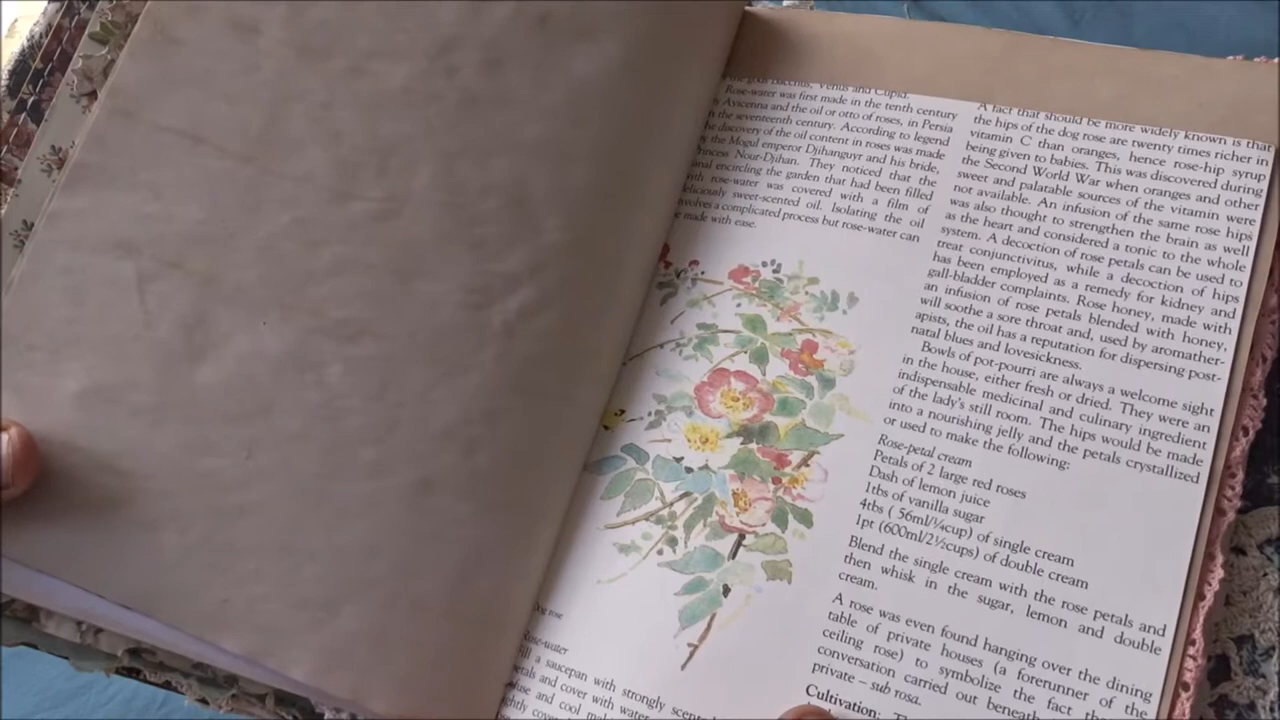 Bacchus, Venus and Cupid.
Rose-water was first made in the tenth century
Avicenna and the oil or otto of roses, in Persia
the seventeenth century. According to legend
discovery of the oil content in roses was made
the Mogul emperor Djihanguyr and his bride,
Princess Nour-Djihan. They noticed that the
encircling the garden that had been filled
with rose-water was covered with a film of
deliciously sweet-scented oil. Isolating the oil
involves a complicated process but rose-water can
be made with ease.
rose
Rose-water
a saucepan with strongly
petals and cover with water
and cool
A fact that should be more widely known is that
the hips of the dog rose are twenty times richer in
vitamin C than oranges, hence rose-hip syrup
being given to babies. This was discovered during
the Second World War when oranges and other
sweet and palatable sources of the vitamin were
not available. An infusion of the same rose hips
was also thought to strengthen the brain as well
as the heart and considered a tonic to the whole
system. A decoction of rose petals can be used to
treat conjunctivitus, while a decoction of hips
has been employed as a remedy for kidney and
gall-bladder complaints. Rose honey, made with
an infusion of rose petals blended with honey,
will soothe a sore throat and, used by aromather-
apists, the oil has a reputation for dispersing post-
natal blues and lovesickness.
Bowls of pot-pourri are always a welcome sight
in the house, either fresh or dried. They were an
indispensable medicinal and culinary ingredient
of the lady's still room. The hips would be made
into a nourishing jelly and the petals crystallized
or used to make the following:
Rose-petal cream
Petals of 2 large red roses
Dash of lemon juice
1tbs of vanilla sugar
4tbs ( 56ml/¼cup) of single cream
1pt (600ml/2½cups) of double cream
Blend the single cream with the rose petals and
then whisk in the sugar, lemon and double
cream.
A rose was even found hanging over the dining
table of private houses (a forerunner of the
ceiling rose) to symbolize the fact
conversation carried out beneath
private – sub rosa.
Cultivation: